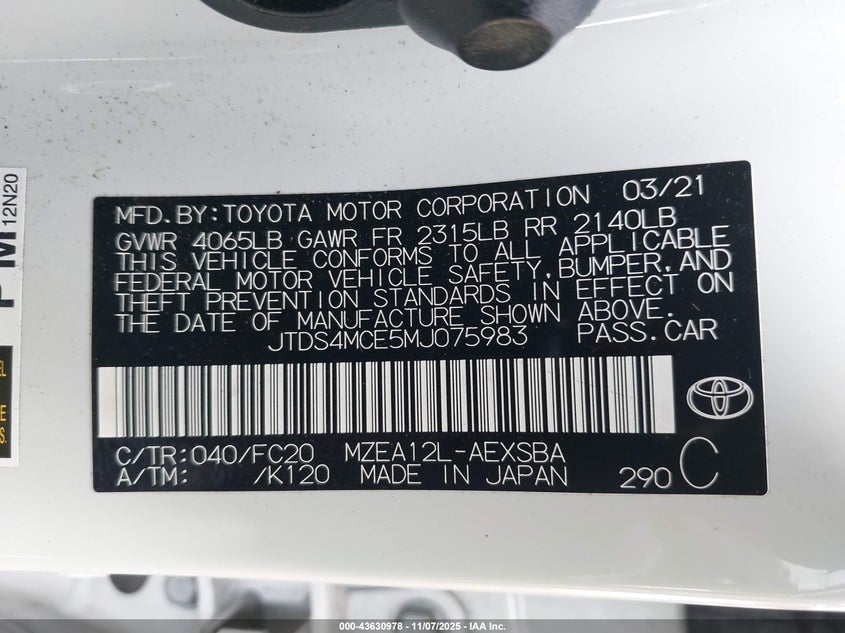 MFD.BY:TOYOTA MOTOR CORPORATION 03/21
GVWR 4065LB GAWR FR 2315LB RR 2140LB
THIS VEHICLE CONFORMS TO ALL APPLICABLE
FEDERAL MOTOR VEHICLE SAFETY,BUMPER,AND
THEFT PREVENTION STANDARDS IN EFFECT ON
THE DATE OF MANUFACTURE SHOWN ABOVE.
JTDS4MCE5MJ075983 PASS.CAR
C/TR:040/FC20 MZEA12L-AEXSBA
A/TM: /K120 MADE IN JAPAN 290 C
12N20
000-43630978 - 11/07/2025 - IAA Inc.